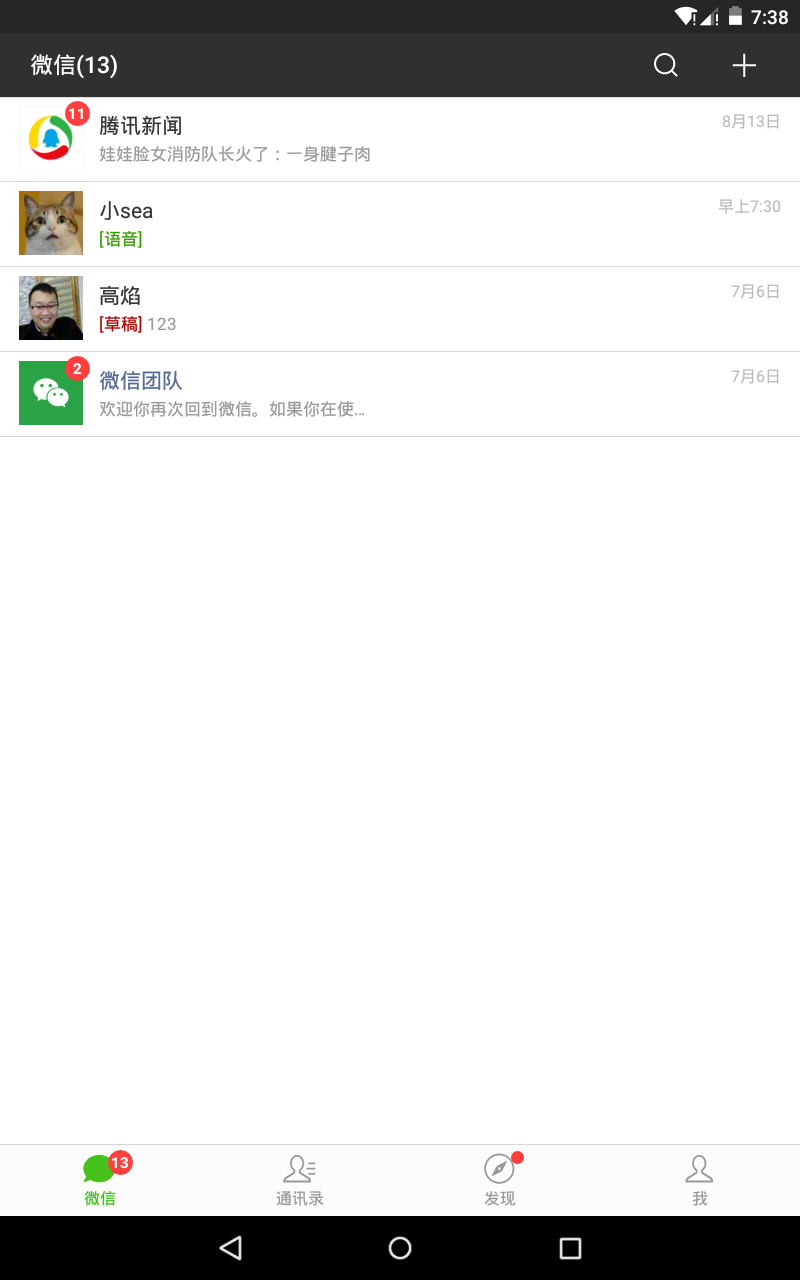 7:38
微信(13)
11
腾讯新闻
8月13日
娃娃脸女消防队长火了：一身腱子肉
小sea
早上7:30
[语音]
高焰
7月6日
[草稿] 123
2
微信团队
7月6日
欢迎你再次回到微信。如果你在使...
13
微信
通讯录
发现
我